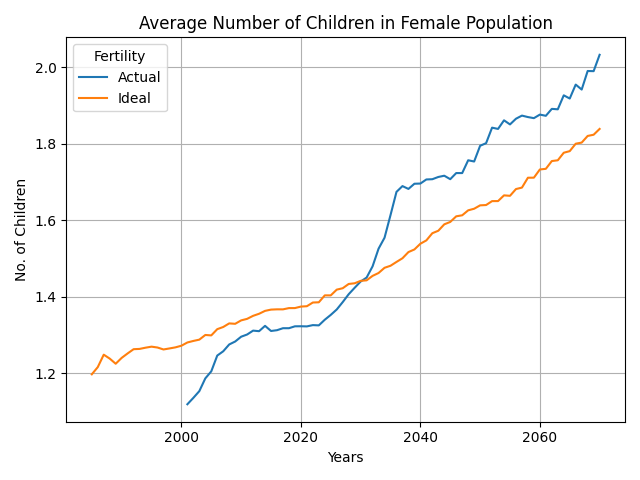 Average Number of Children in Female Population
Fertility
Actual
Ideal
No. of Children
2.0
1.8
1.6
1.4
1.2
2000 2020 2040 2060
Years